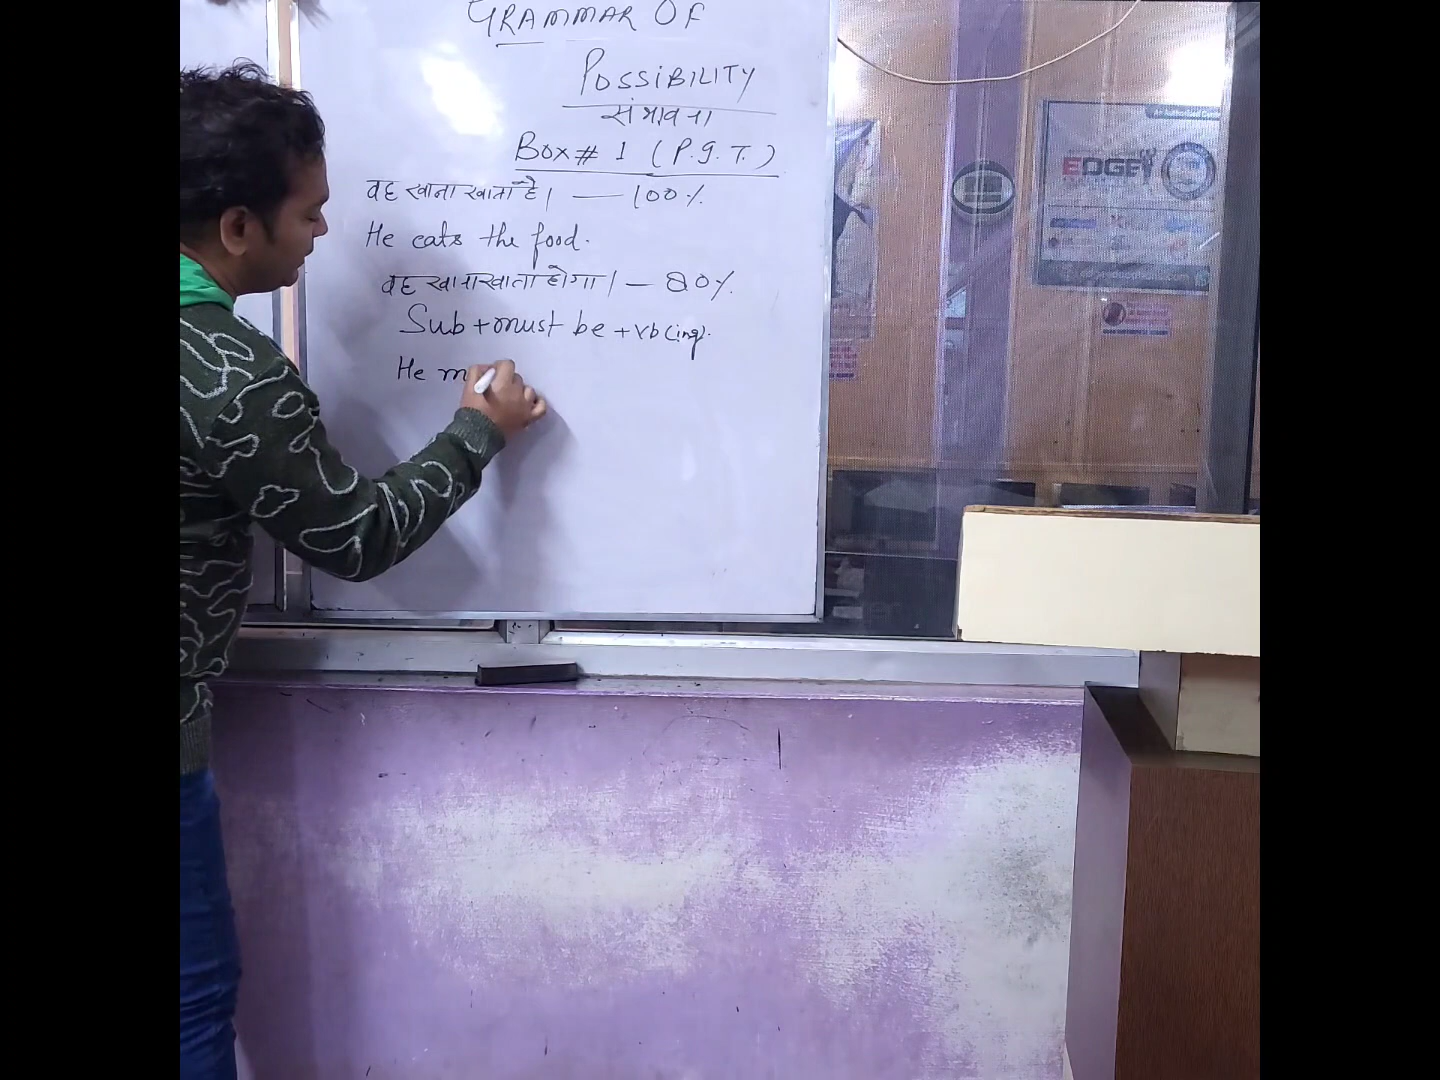 GRAMMAR OF
POSSIBILITY
संभावना
Box # 1 (P.G.T.)
वह खाना खाता है। — 100%
He eats the food.
वह खाना खाता होगा। — 80%
Sub + must be + vb (ing).
He m
EDGE